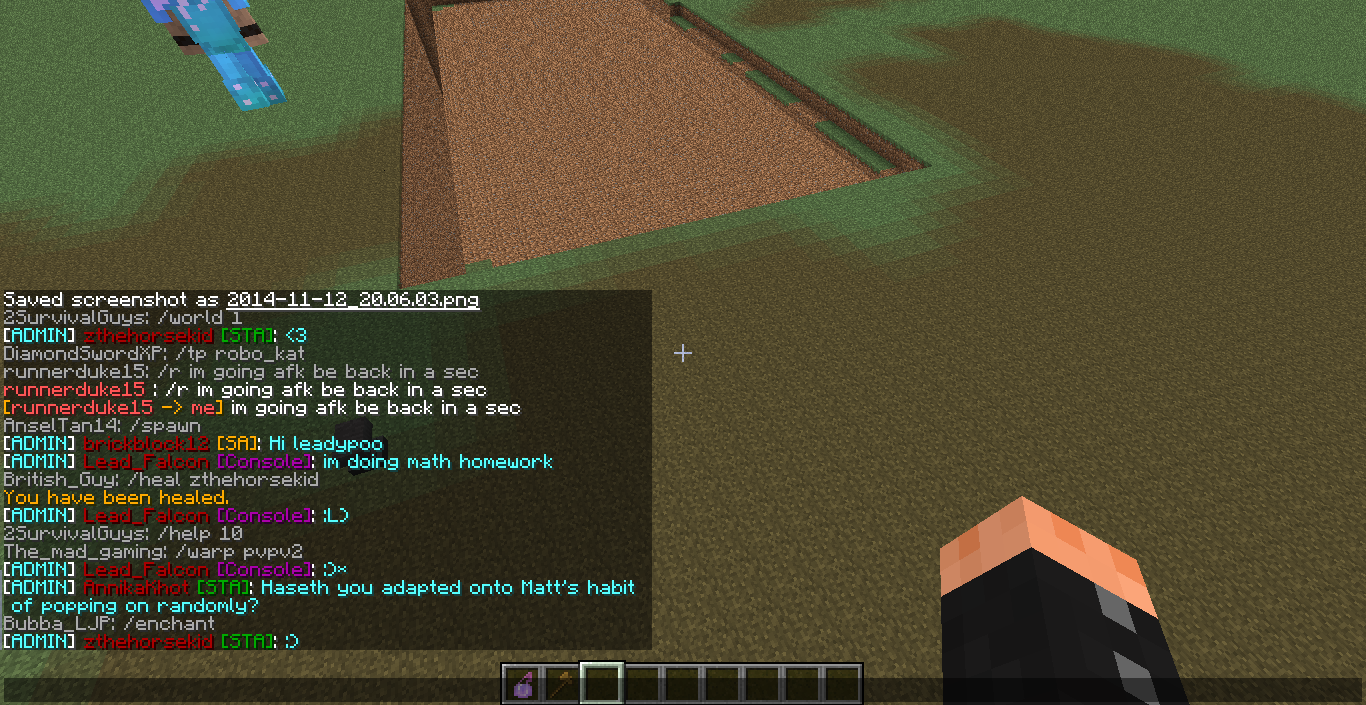 Saved screenshot as 2014-11-12_20.06.03.png
2SurvivalGuys: /world 1
[ADMIN] zthehorsekid [STA]: <3
DiamondSwordXP: /tp robo_kat
runnerduke15: /r im going afk be back in a sec
runnerduke15 : /r im going afk be back in a sec
[runnerduke15 -> me] im going afk be back in a sec
AnselTan14: /spawn
[ADMIN] brickblock12 [SA]: Hi leadypoo
[ADMIN] Lead_Falcon [Console]: im doing math homework
British_Guy: /heal zthehorsekid
You have been healed.
[ADMIN] Lead_Falcon [Console]: :L)
2SurvivalGuys: /help 10
The_mad_gaming: /warp pvpv2
[ADMIN] Lead_Falcon [Console]: :)*
[ADMIN] AnnikaKhot [STA]: Haseth you adapted onto Matt's habit
of popping on randomly?
Bubba_LJP: /enchant
[ADMIN] zthehorsekid [STA]: :)